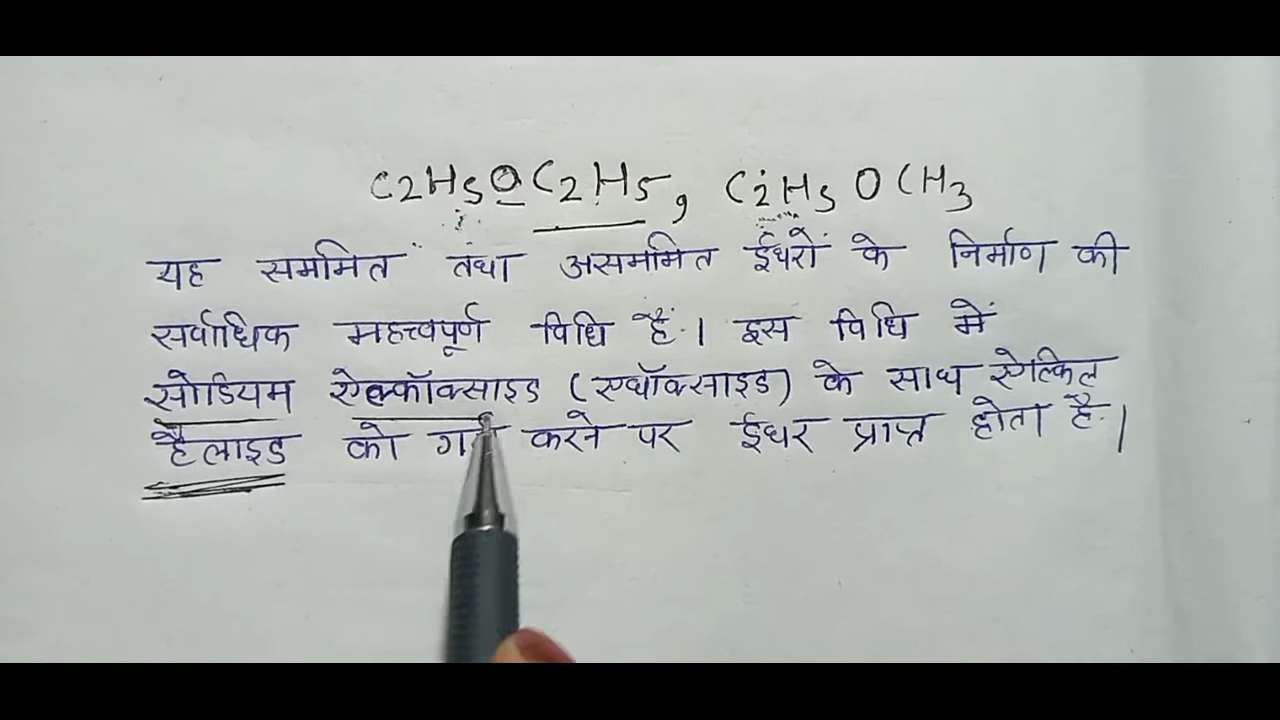 C2H5OC2H5, C2H5OCH3
यह सममित तथा असममित ईथरों के निर्माण की
सर्वाधिक महत्त्वपूर्ण विधि है। इस विधि में
सोडियम ऐल्कॉक्साइड (एथॉक्साइड) के साथ ऐल्किल
हैलाइड को करने पर ईथर प्राप्त होता है।